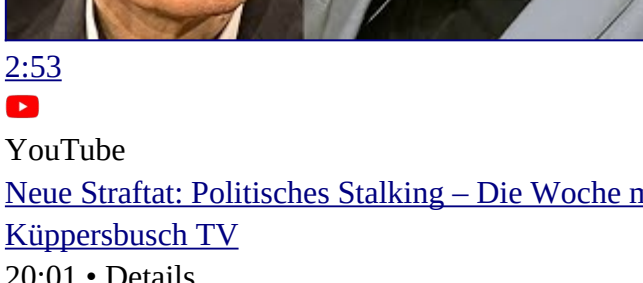 2:53
YouTube
Neue Straftat: Politisches Stalking – Die Woche
Küppersbusch TV
20:01 • Details